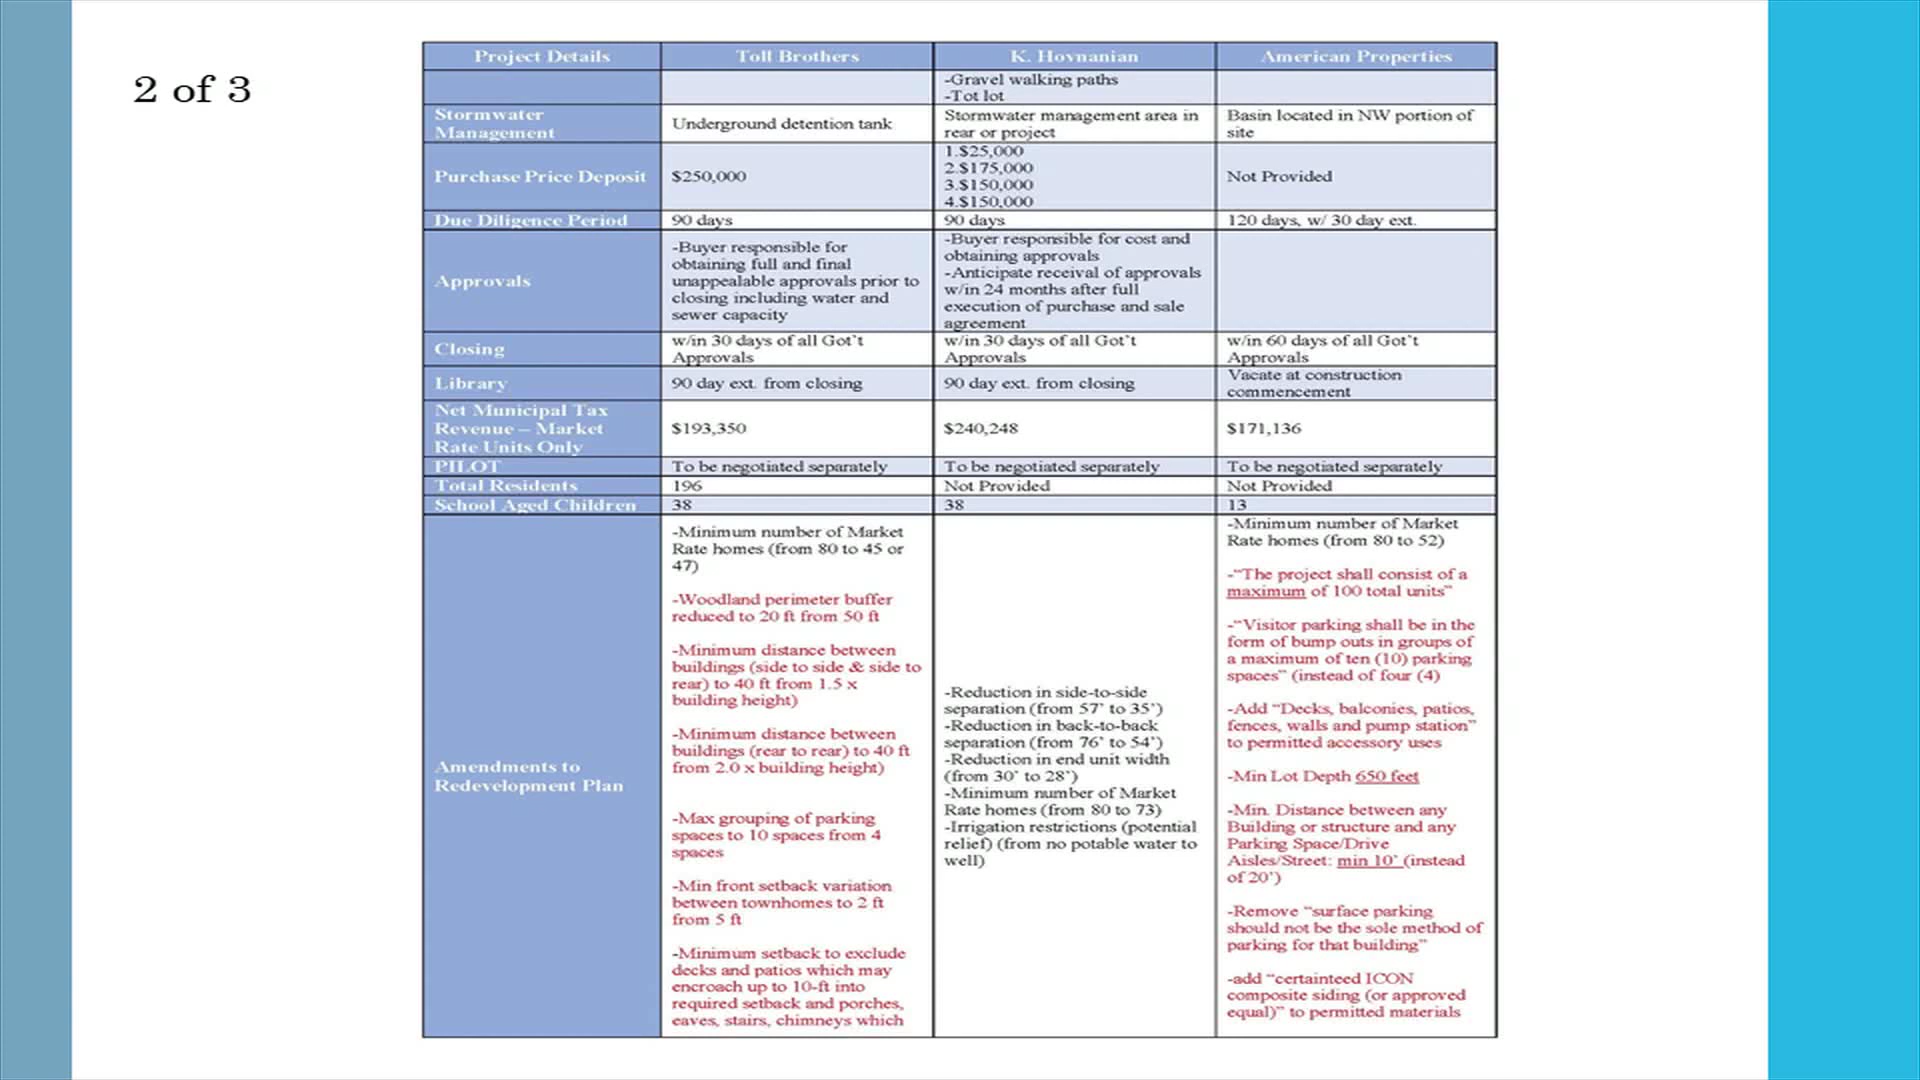 2 of 3
Project Details
Toll Brothers
K. Hovnanian
American Properties
-Gravel walking paths
-Tot lot
Stormwater
Management
Underground detention tank
Stormwater management area in
rear or project
Basin located in NW portion of
site
Purchase Price Deposit
$250,000
1.$25,000
2.$175,000
3.$150,000
4.$150,000
Not Provided
Due Diligence Period
90 days
90 days
120 days, w/ 30 day ext.
Approvals
-Buyer responsible for
obtaining full and final
unappealable approvals prior to
closing including water and
sewer capacity
-Buyer responsible for cost and
obtaining approvals
-Anticipate receival of approvals
w/in 24 months after full
execution of purchase and sale
agreement
Closing
w/in 30 days of all Got't
Approvals
w/in 30 days of all Got't
Approvals
w/in 60 days of all Got't
Approvals
Library
90 day ext. from closing
90 day ext. from closing
Vacate at construction
commencement
Net Municipal Tax
Revenue – Market
Rate Units Only
$193,350
$240,248
$171,136
PILOT
To be negotiated separately
To be negotiated separately
To be negotiated separately
Total Residents
196
Not Provided
Not Provided
School Aged Children
38
38
13
Amendments to
Redevelopment Plan
-Minimum number of Market
Rate homes (from 80 to 45 or
47)
-Woodland perimeter buffer
reduced to 20 ft from 50 ft
-Minimum distance between
buildings (side to side & side to
rear) to 40 ft from 1.5 x
building height)
-Minimum distance between
buildings (rear to rear) to 40 ft
from 2.0 x building height)
-Max grouping of parking
spaces to 10 spaces from 4
spaces
-Min front setback variation
between townhomes to 2 ft
from 5 ft
-Minimum setback to exclude
decks and patios which may
encroach up to 10-ft into
required setback and porches,
eaves, stairs, chimneys which
-Reduction in side-to-side
separation (from 57' to 35')
-Reduction in back-to-back
separation (from 76' to 54')
-Reduction in end unit width
(from 30' to 28')
-Minimum number of Market
Rate homes (from 80 to 73)
-Irrigation restrictions (potential
relief) (from no potable water to
well)
-Minimum number of Market
Rate homes (from 80 to 52)
-“The project shall consist of a
maximum of 100 total units”
-“Visitor parking shall be in the
form of bump outs in groups of
a maximum of ten (10) parking
spaces” (instead of four (4)
-Add “Decks, balconies, patios,
fences, walls and pump station”
to permitted accessory uses
-Min Lot Depth 650 feet
-Min. Distance between any
Building or structure and any
Parking Space/Drive
Aisles/Street: min 10' (instead
of 20')
-Remove “surface parking
should not be the sole method of
parking for that building”
-add “certainteed ICON
composite siding (or approved
equal)” to permitted materials